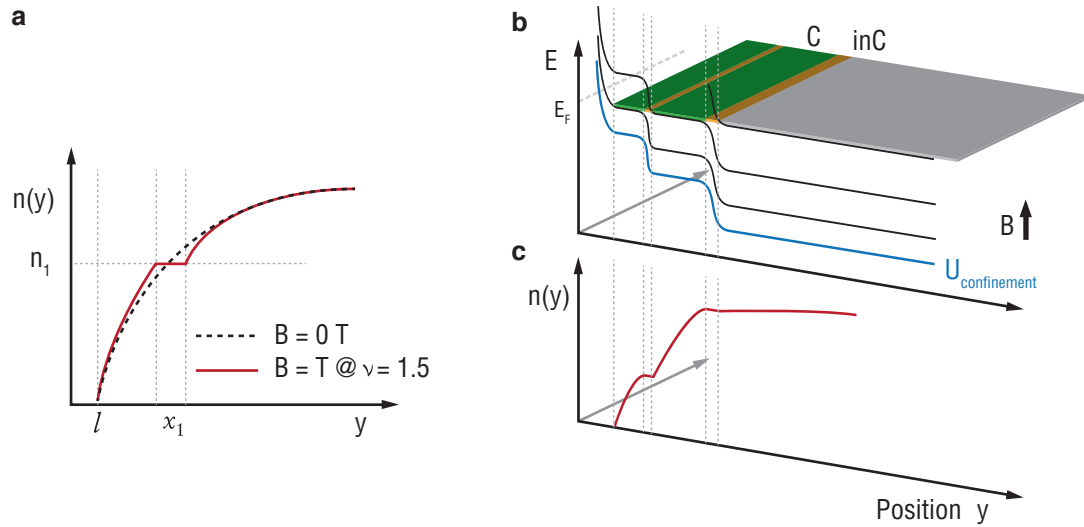 a
n(y)
n1
B = 0 T
B = T @ ν = 1.5
l
x1
y
b
E
EF
C
inC
B
Uconfinement
c
n(y)
Position y